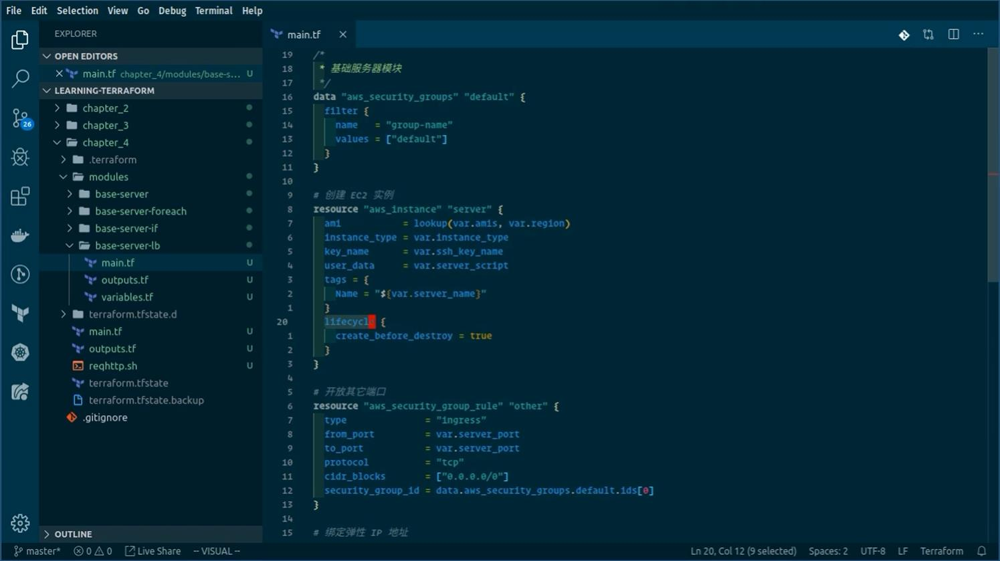 File Edit Selection View Go Debug Terminal Help
EXPLORER
OPEN EDITORS
main.tf chapter_4/modules/base-s... U
LEARNING-TERRAFORM
chapter_2
chapter_3
chapter_4
.terraform
modules
base-server
base-server-foreach
base-server-if
base-server-lb
main.tf U
outputs.tf U
variables.tf U
terraform.tfstate.d
main.tf U
outputs.tf U
reqhttp.sh U
terraform.tfstate
terraform.tfstate.backup
.gitignore
OUTLINE
26
main.tf
19 /*
18 * 基础服务器模块
17 */
16 data "aws_security_groups" "default" {
15 filter {
14 name = "group-name"
13 values = ["default"]
12 }
11 }
10
9 # 创建 EC2 实例
8 resource "aws_instance" "server" {
7 ami = lookup(var.amis, var.region)
6 instance_type = var.instance_type
5 key_name = var.ssh_key_name
4 user_data = var.server_script
3 tags = {
2 Name = "${var.server_name}"
1 }
20 lifecycle {
1 create_before_destroy = true
2 }
3 }
4
5 # 开放其它端口
6 resource "aws_security_group_rule" "other" {
7 type = "ingress"
8 from_port = var.server_port
9 to_port = var.server_port
10 protocol = "tcp"
11 cidr_blocks = ["0.0.0.0/0"]
12 security_group_id = data.aws_security_groups.default.ids[0]
13 }
14
15 # 绑定弹性 IP 地址
master* 0 0 Live Share -- VISUAL -- Ln 20, Col 12 (9 selected) Spaces: 2 UTF-8 LF Terraform